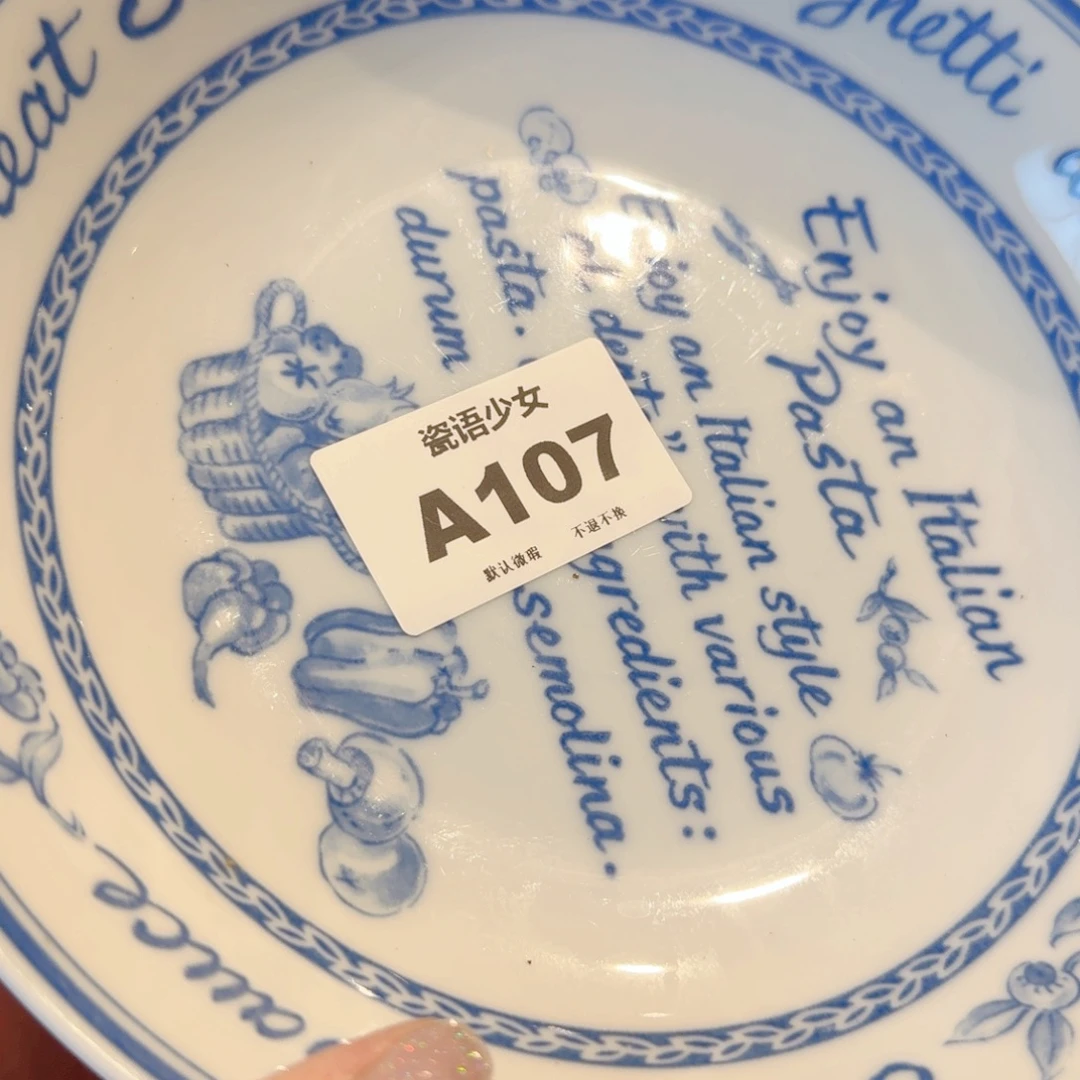 Enjoy an Italian
Pasta
Enjoy an Italian style
with various
ingredients:
pasta.
semolina.
durum
瓷语少女
A107
默认微瑕 不退不换
eat
ghetti
Sauce